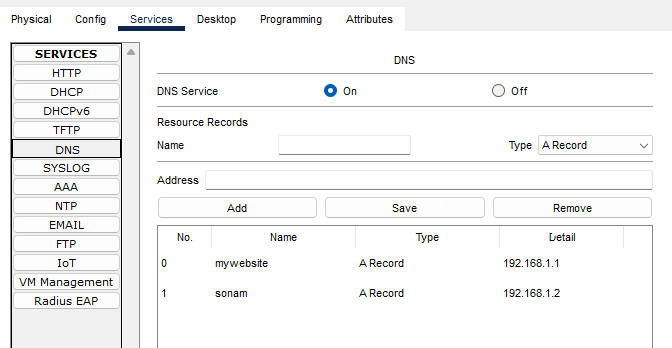 Physical Config Services Desktop Programming Attributes
SERVICES
HTTP
DHCP
DHCPv6
TFTP
DNS
SYSLOG
AAA
NTP
EMAIL
FTP
IoT
VM Management
Radius EAP
DNS
DNS Service On Off
Resource Records
Name Type A Record
Address
Add Save Remove
No. Name Type Detail
0 mywebsite A Record 192.168.1.1
1 sonam A Record 192.168.1.2